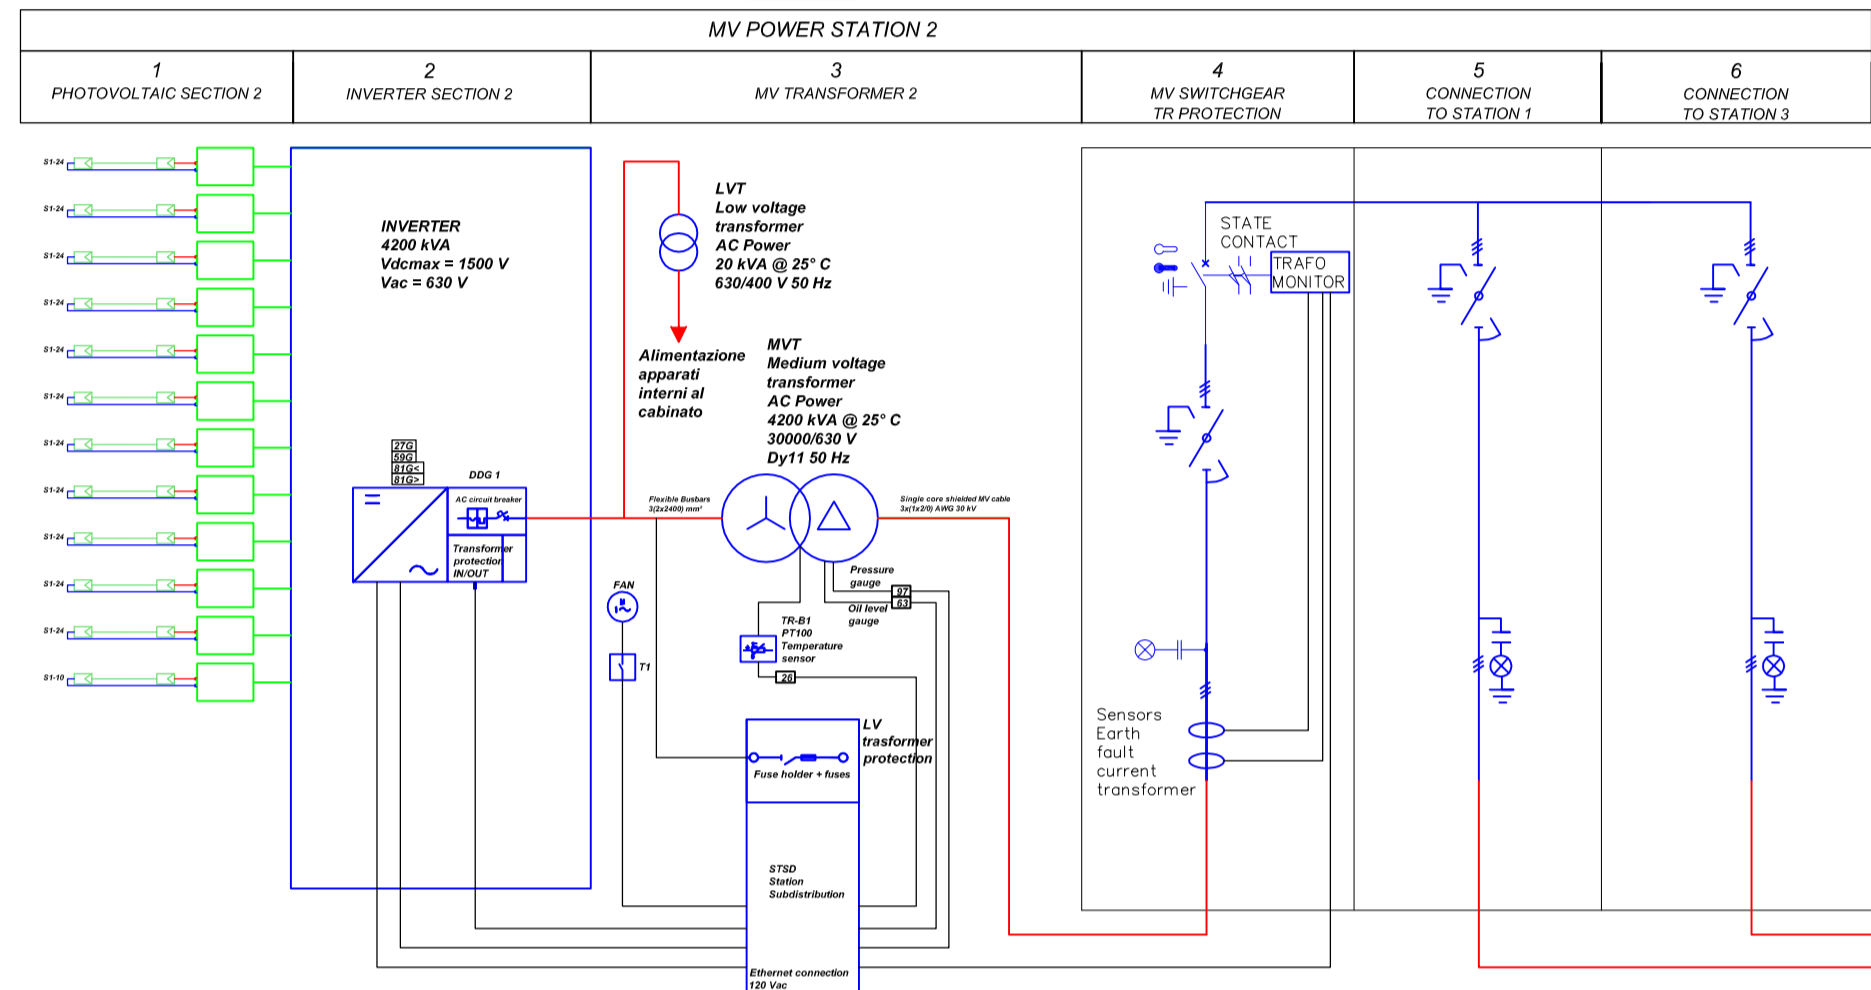 MV POWER STATION 2
1
PHOTOVOLTAIC SECTION 2
2
INVERTER SECTION 2
3
MV TRANSFORMER 2
4
MV SWITCHGEAR
TR PROTECTION
5
CONNECTION
TO STATION 1
6
CONNECTION
TO STATION 3
S1-24
S1-24
S1-24
S1-24
S1-24
S1-24
S1-24
S1-24
S1-24
S1-24
S1-24
S1-10
INVERTER
4200 kVA
Vdcmax = 1500 V
Vac = 630 V
27G
59G
81G<
81G>
DDG 1
AC circuit breaker
Transformer
protection
IN/OUT
LVT
Low voltage
transformer
AC Power
20 kVA @ 25° C
630/400 V 50 Hz
Alimentazione
apparati
interni al
cabinato
MVT
Medium voltage
transformer
AC Power
4200 kVA @ 25° C
30000/630 V
Dy11 50 Hz
Flexible Busbars
3(2x2400) mm²
Single core shielded MV cable
3x(1x2/0) AWG 30 kV
Pressure
gauge
97
63
Oil level
gauge
FAN
T1
TR-B1
PT100
Temperature
sensor
26
LV
trasformer
protection
Fuse holder + fuses
STSD
Station
Subdistribution
Ethernet connection
120 Vac
STATE
CONTACT
TRAFO
MONITOR
Sensors
Earth
fault
current
transformer